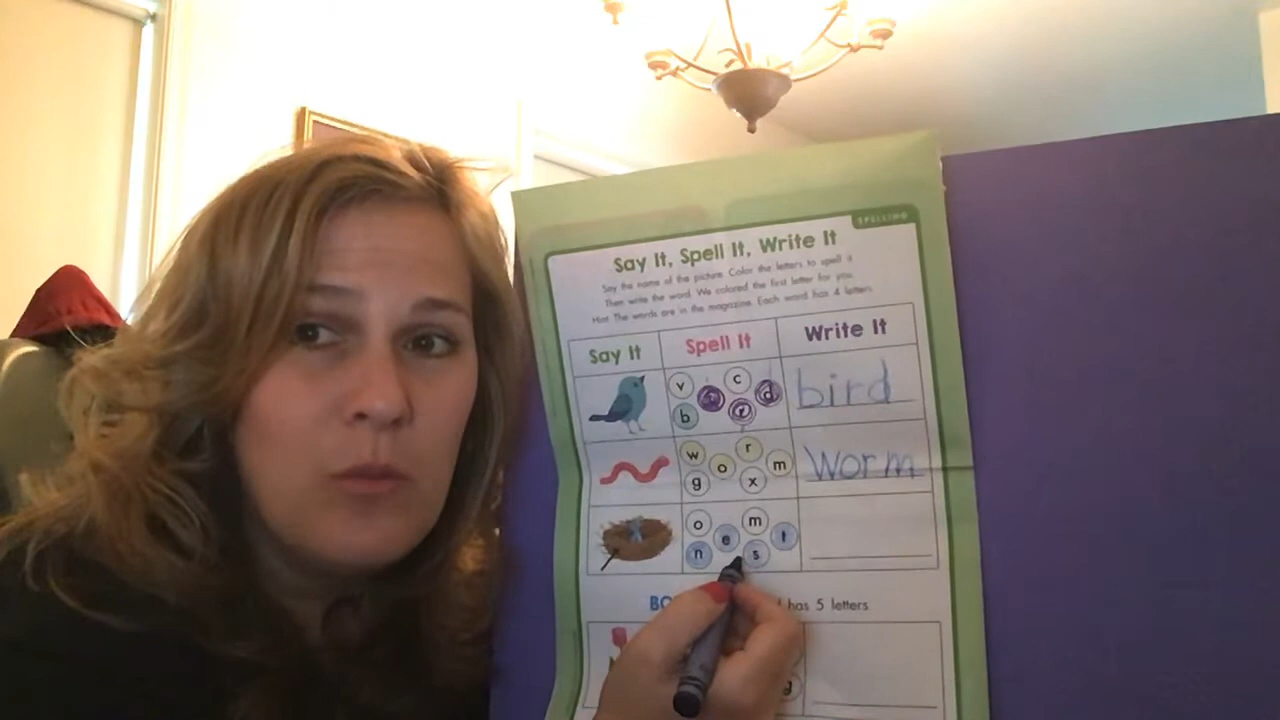 SPELLING
Say It, Spell It, Write It
Say the name of the picture. Color the letters to spell it.
Then write the word. We colored the first letter for you.
Hint: The words are in the magazine. Each word has 4 letters.
Say It Spell It Write It
v c d b r bird
w o r m g x worm
o m e t n s
BO has 5 letters
g